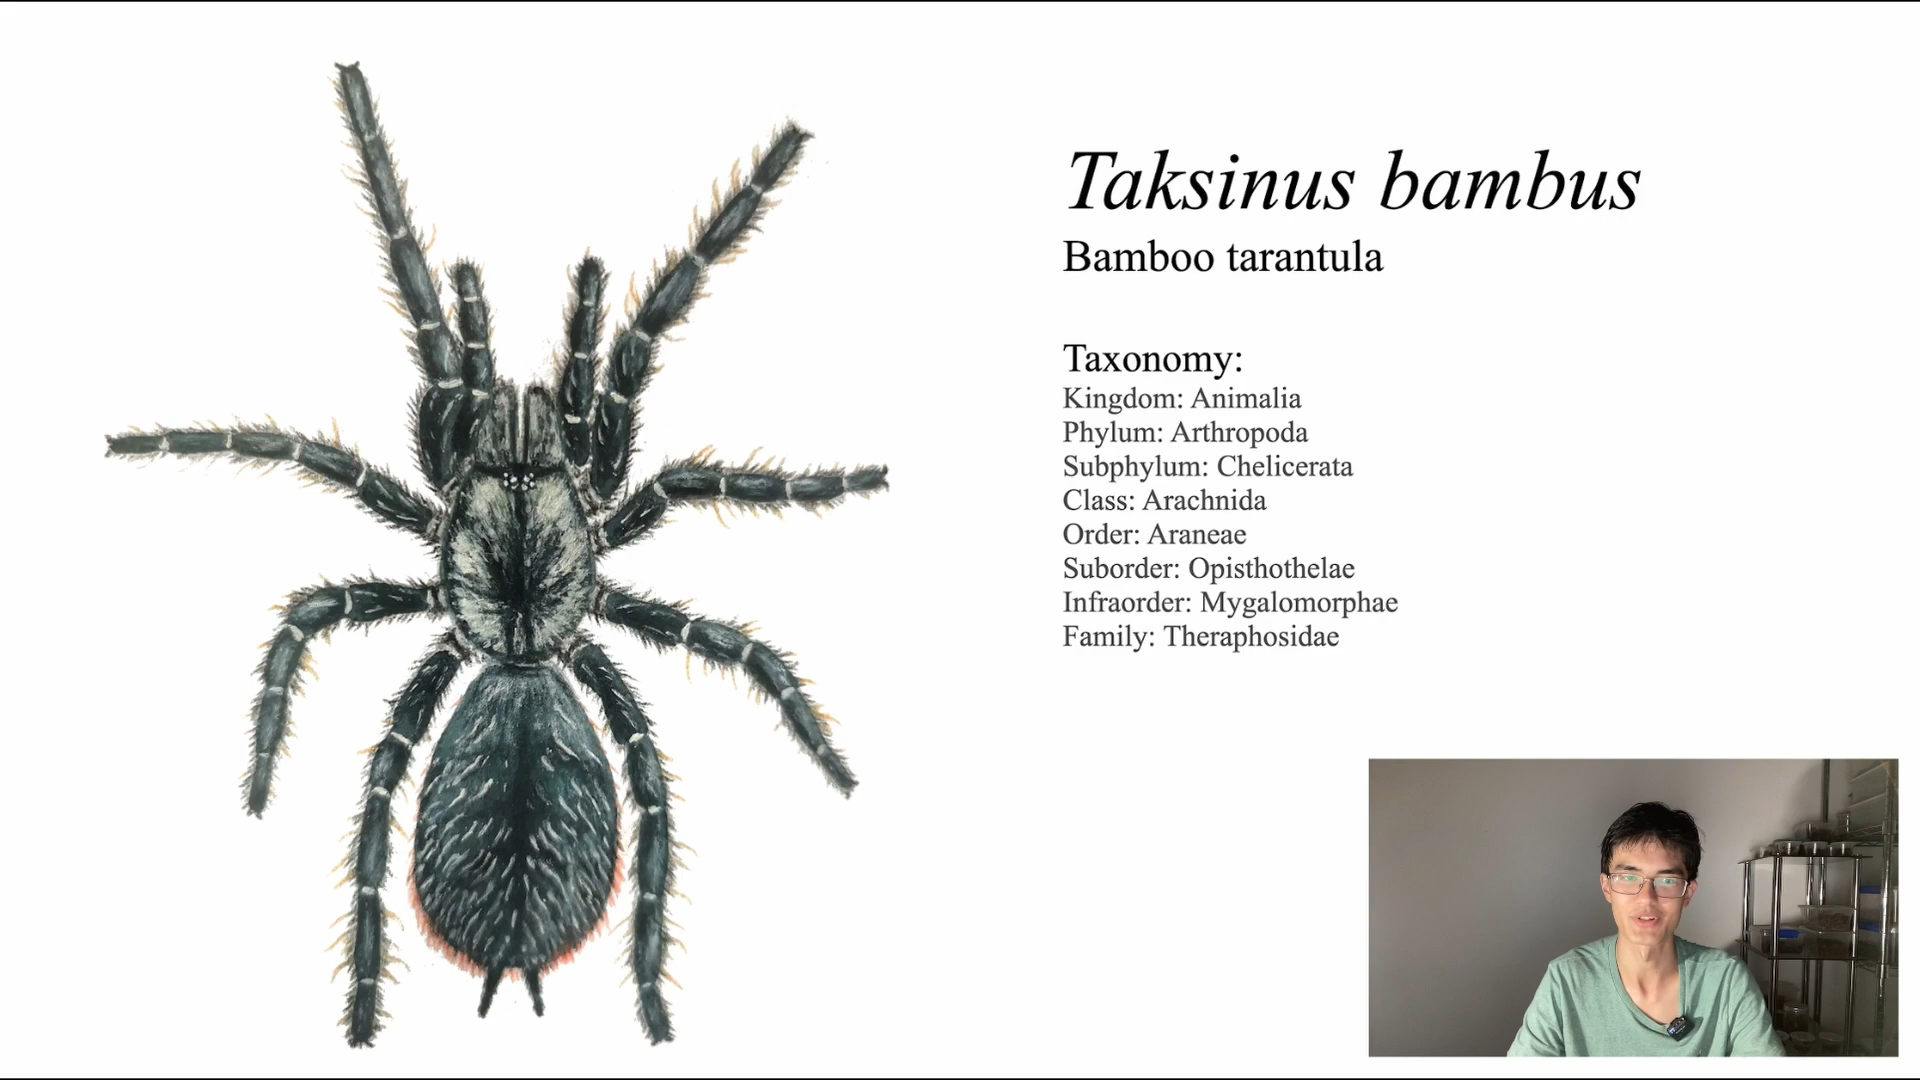 Taksinus bambus
Bamboo tarantula
Taxonomy:
Kingdom: Animalia
Phylum: Arthropoda
Subphylum: Chelicerata
Class: Arachnida
Order: Araneae
Suborder: Opisthothelae
Infraorder: Mygalomorphae
Family: Theraphosidae